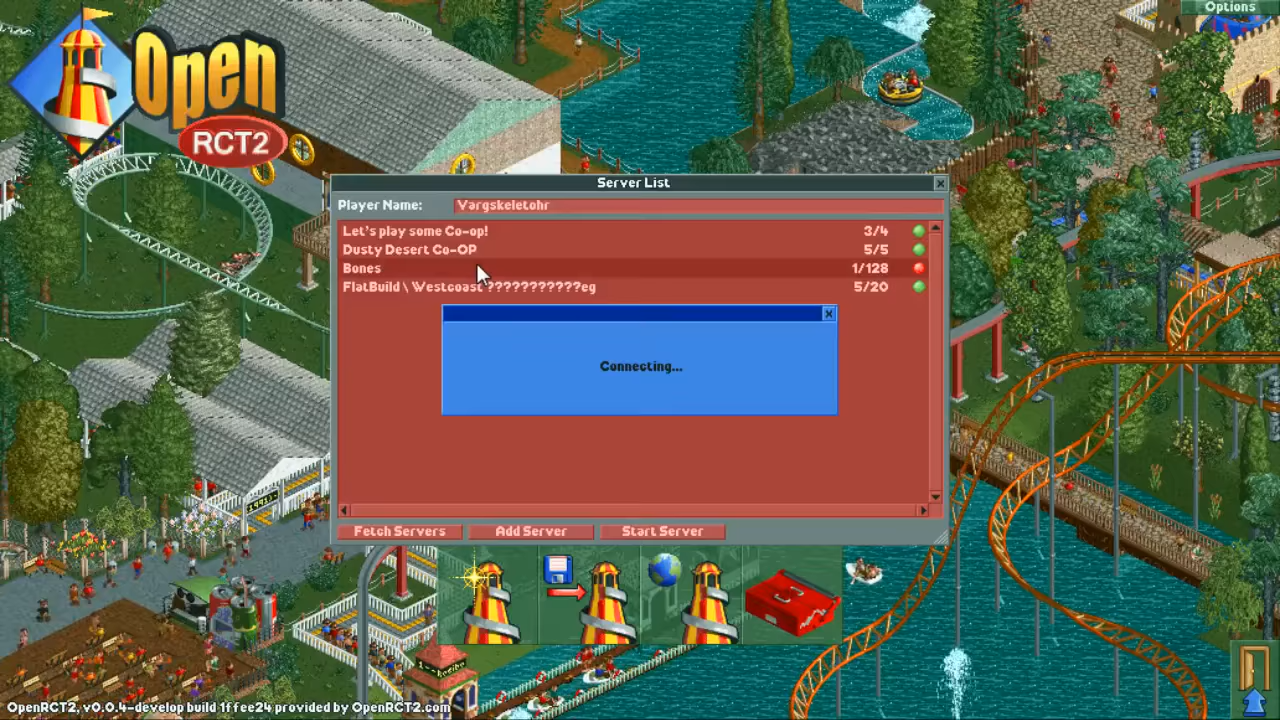 Options
Open
RCT2
Server List
Player Name: Vargskeletohr
Let's play some Co-op! 3/4
Dusty Desert Co-OP 5/5
Bones 1/128
FlatBuild \ Westcoast ???????????eg 5/20
Connecting...
Fetch Servers Add Server Start Server
OpenRCT2, v0.0.4-develop build 1ffee24 provided by OpenRCT2.com